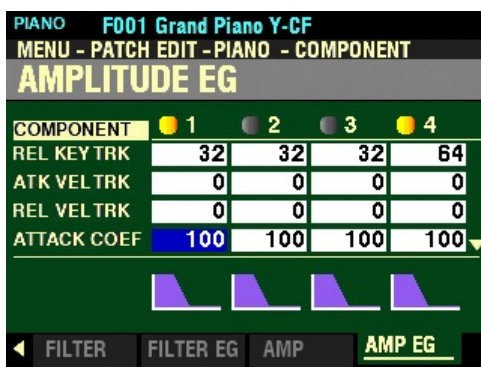 PIANO F001 Grand Piano Y-CF
MENU - PATCH EDIT -PIANO - COMPONENT
AMPLITUDE EG
COMPONENT 1 2 3 4
REL KEY TRK 32 32 32 64
ATK VEL TRK 0 0 0 0
REL VEL TRK 0 0 0 0
ATTACK COEF 100 100 100 100
FILTER FILTER EG AMP AMP EG